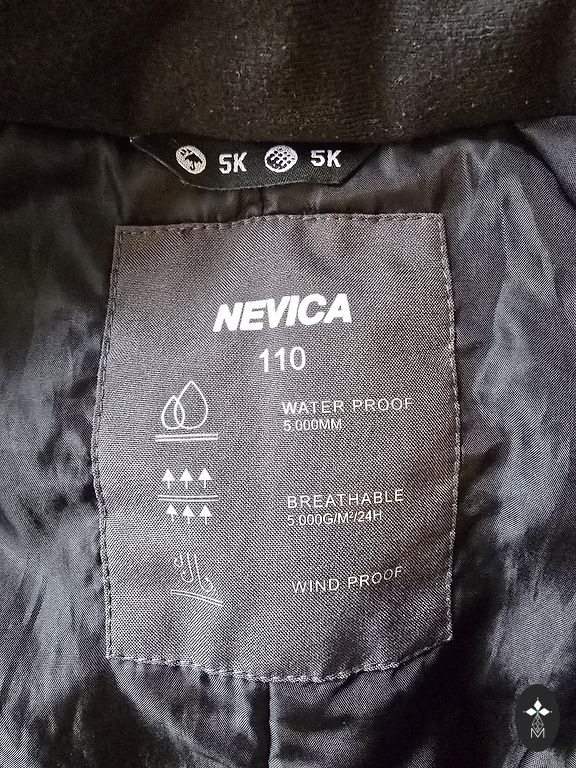 5K 5K
NEVICA
110
WATER PROOF
5.000MM
BREATHABLE
5.000G/M²/24H
WIND PROOF
M